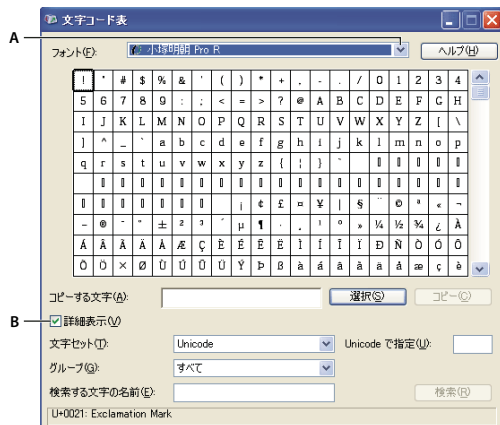 文字コード表
A
フォント(F): 小塚明朝 Pro R ヘルプ(H)
! " # $ % & ' ( ) * + , - . / 0 1 2 3 4
5 6 7 8 9 : ; < = > ? @ A B C D E F G H
I J K L M N O P Q R S T U V W X Y Z [ \
] ^ _ ` a b c d e f g h i j k l m n o p
q r s t u v w x y z { | } ~
¡ ¢ £ ¤ ¥ ¦ § ¨ © ª « ¬
- ® ¯ ° ± ² ³ ´ µ ¶ · ¸ ¹ º » ¼ ½ ¾ ¿ À
Á Â Ã Ä Å Æ Ç È É Ê Ë Ì Í Î Ï Ð Ñ Ò Ó Ô
Õ Ö × Ø Ù Ú Û Ü Ý Þ ß à á â ã ä å æ ç è
コピーする文字(A): 選択(S) コピー(C)
B
詳細表示(V)
文字セット(T): Unicode Unicode で指定(U):
グループ(G): すべて
検索する文字の名前(E): 検索(R)
U+0021: Exclamation Mark